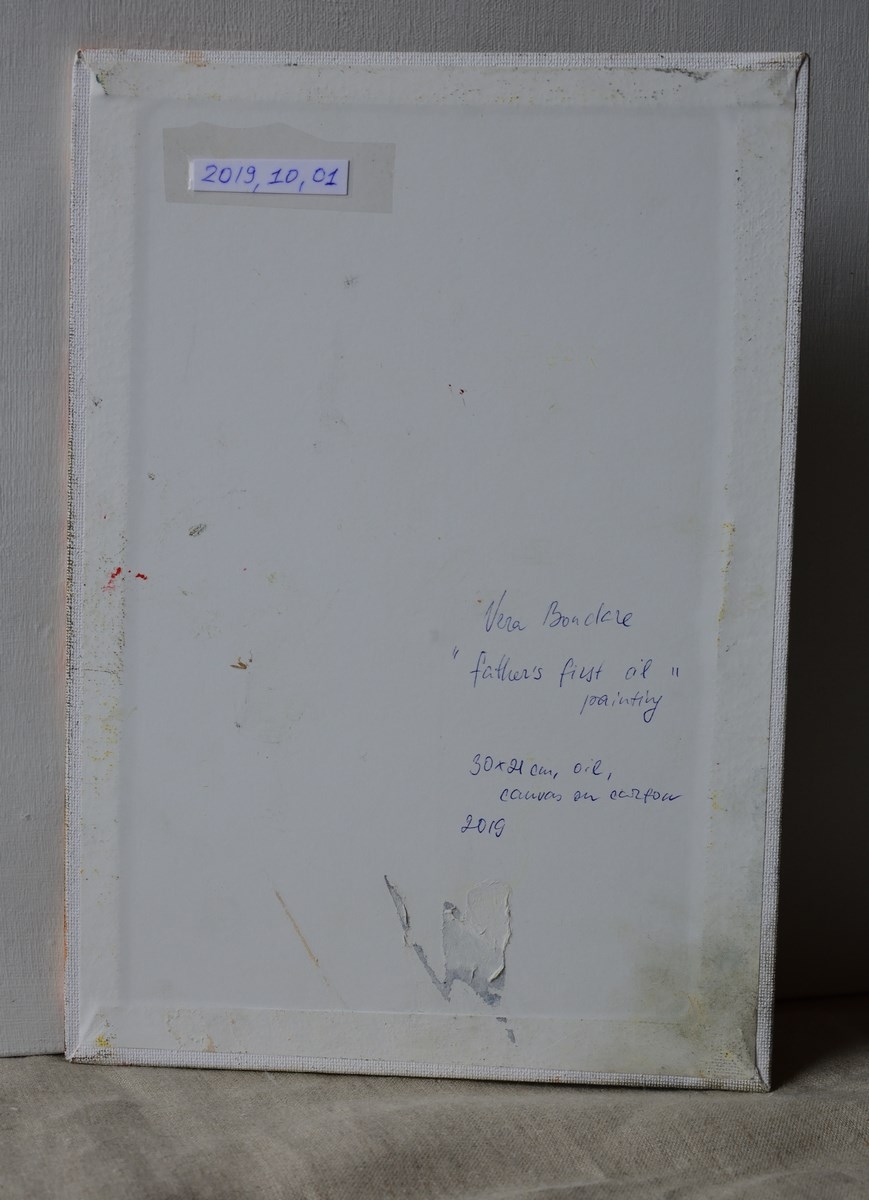 2019, 10, 01
Vera Bondare
"father's first oil"
painting
30x21 cm, oil,
canvas on carton
2019